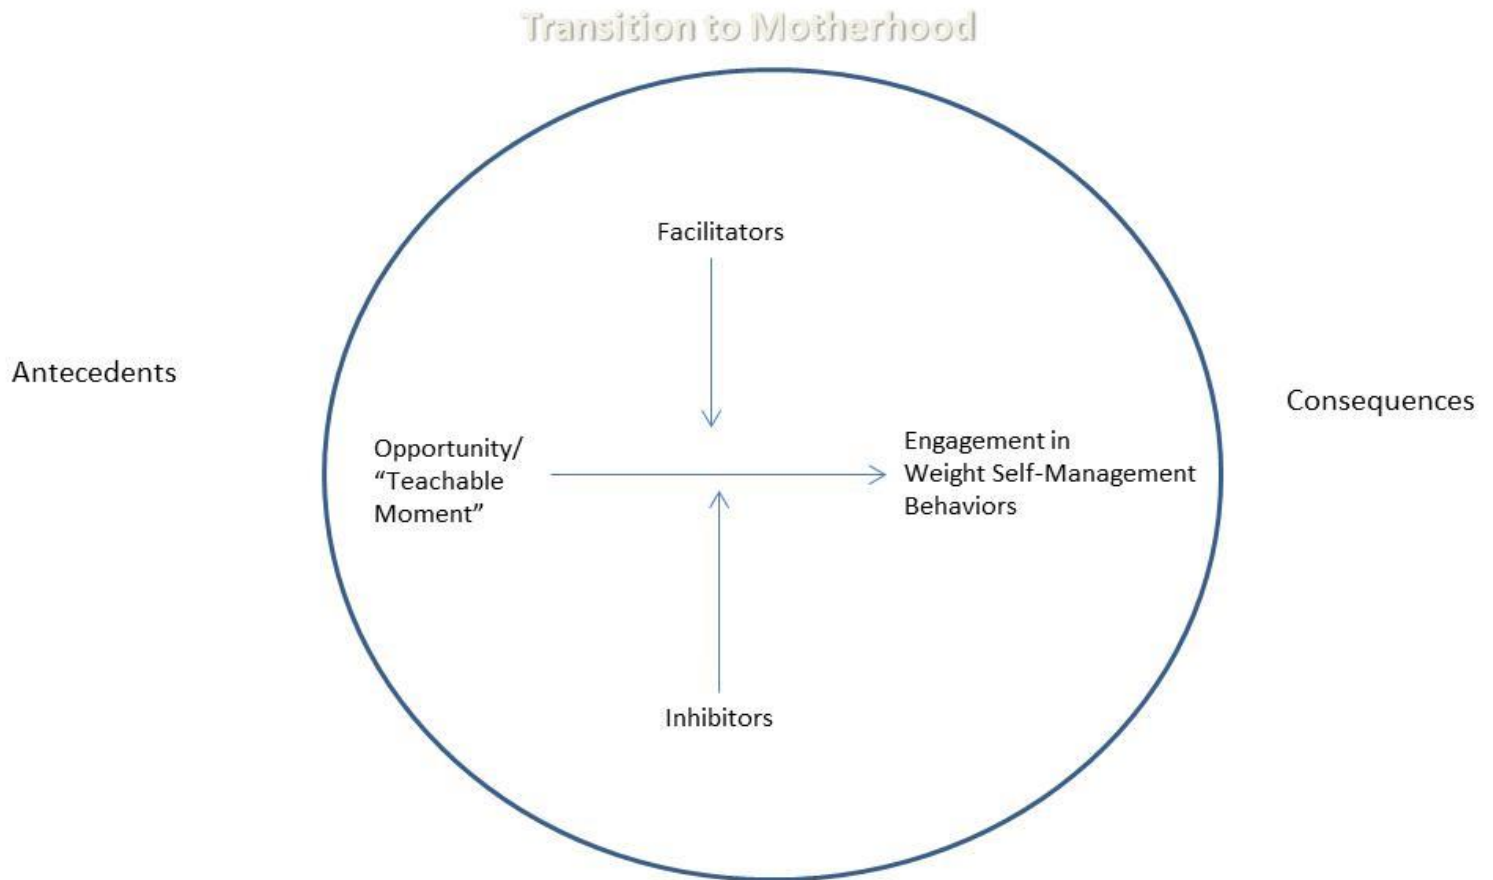 Transition to Motherhood
Facilitators
Antecedents
Consequences
Opportunity/
“Teachable
Moment”
Engagement in
Weight Self-Management
Behaviors
Inhibitors